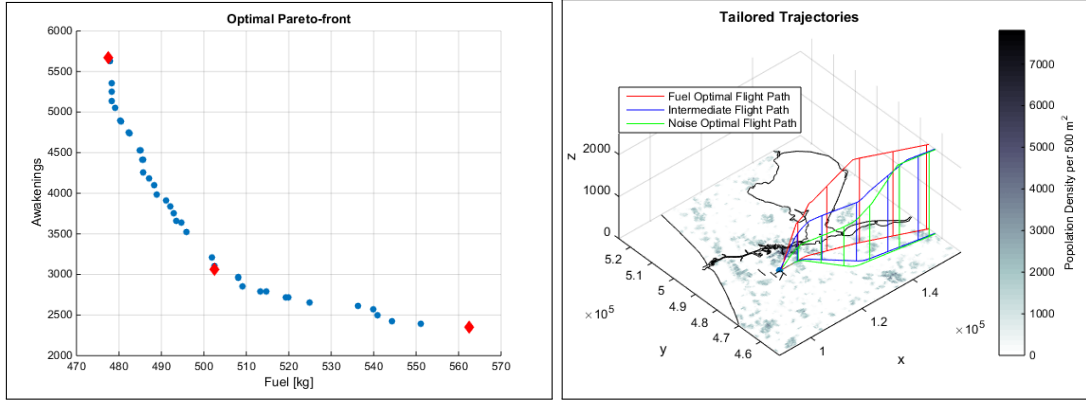 Optimal Pareto-front
6000
5500
5000
4500
4000
3500
3000
2500
2000
Awakenings
470 480 490 500 510 520 530 540 550 560 570
Fuel [kg]
Tailored Trajectories
Fuel Optimal Flight Path
Intermediate Flight Path
Noise Optimal Flight Path
z
2000
1000
0
5.2
5.1
5
4.9
4.8
4.7
4.6
×10⁵
y
1
1.2
1.4
×10⁵
x
7000
6000
5000
4000
3000
2000
1000
0
Population Density per 500 m²